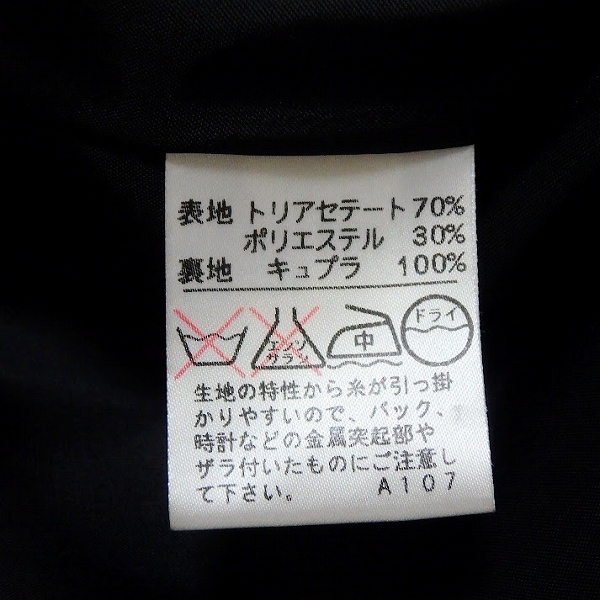 表地 トリアセテート 70%
ポリエステル 30%
裏地 キュプラ 100%
エンソ
サラシ
中
ドライ
生地の特性から糸が引っ掛
かりやすいので、バック、
時計などの金属突起部や
ザラ付いたものにご注意し
て下さい。 A107